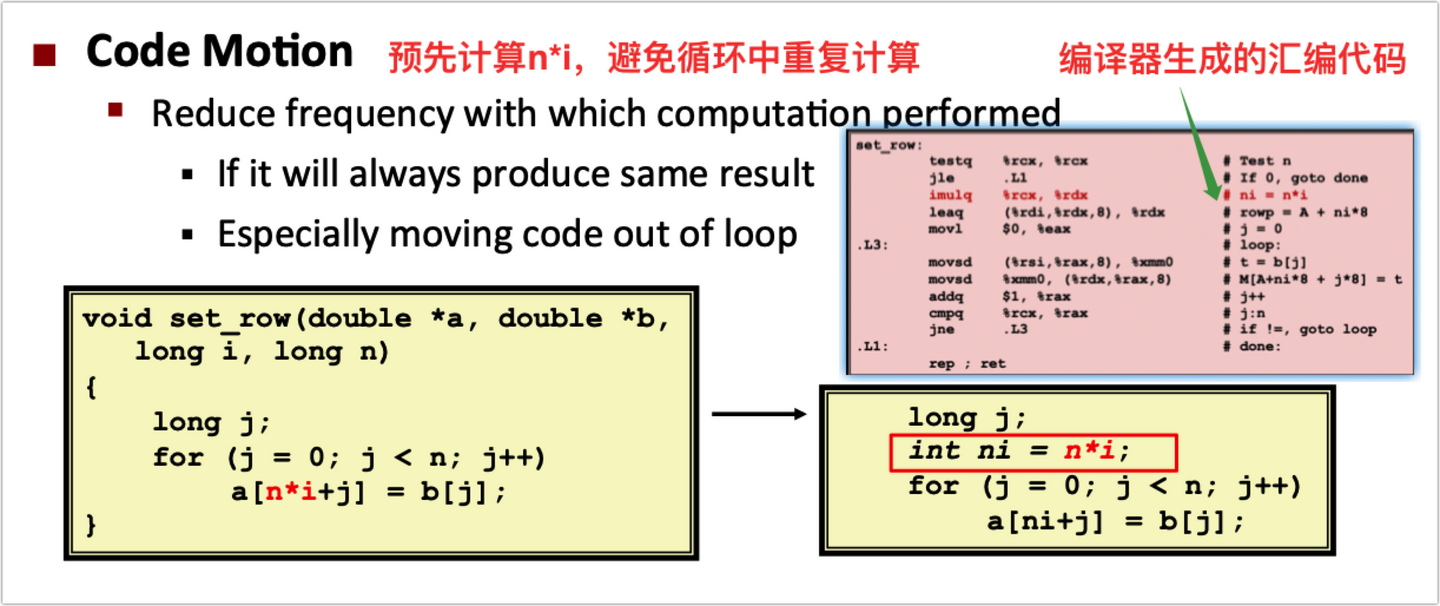 ■ Code Motion 预先计算n*i，避免循环中重复计算 编译器生成的汇编代码
▪ Reduce frequency with which computation performed
▪ If it will always produce same result
▪ Especially moving code out of loop
set_row:
testq %rcx, %rcx # Test n
jle .L1 # If 0, goto done
imulq %rcx, %rdx # ni = n*i
leaq (%rdi,%rdx,8), %rdx # rowp = A + ni*8
movl $0, %eax # j = 0
.L3: # loop:
movsd (%rsi,%rax,8), %xmm0 # t = b[j]
movsd %xmm0, (%rdx,%rax,8) # M[A+ni*8 + j*8] = t
addq $1, %rax # j++
cmpq %rcx, %rax # j:n
jne .L3 # if !=, goto loop
.L1: # done:
rep ; ret
void set_row(double *a, double *b,
long i, long n)
{
long j;
for (j = 0; j < n; j++)
a[n*i+j] = b[j];
}
long j;
int ni = n*i;
for (j = 0; j < n; j++)
a[ni+j] = b[j];